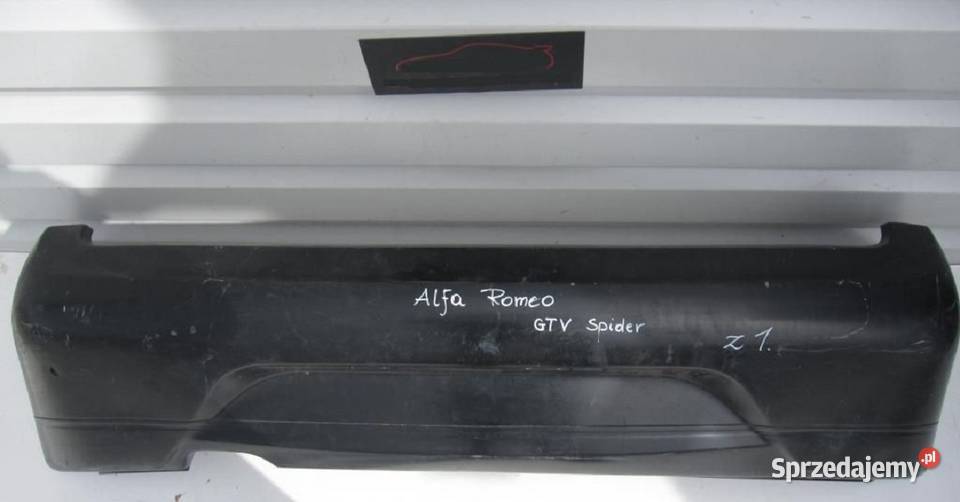 Alfa Romeo
GTV Spider
z 1.
Sprzedajemy.pl